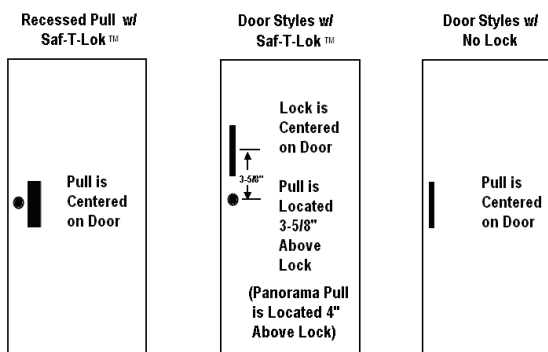 Recessed Pull w/
Saf-T-Lok™
Pull is
Centered
on Door
Door Styles w/
Saf-T-Lok™
Lock is
Centered
on Door
3-5/8"
Pull is
Located
3-5/8"
Above
Lock
(Panorama Pull
is Located 4"
Above Lock)
Door Styles w/
No Lock
Pull is
Centered
on Door